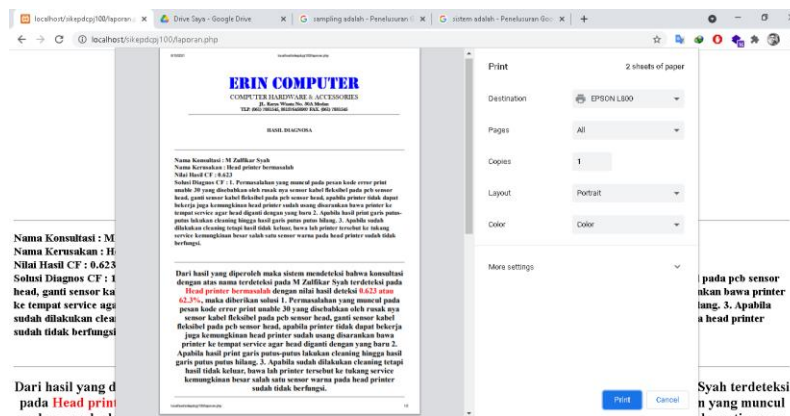 localhost/sikepdcpj100/laporan
Drive Saya - Google Drive
sampling adalah - Penelusuran G
sistem adalah - Penelusuran Goo
localhost/sikepdcpj100/laporan.php
ERIN COMPUTER
COMPUTER HARDWARE & ACCESSORIES
HASIL DIAGNOSA
Nama Konsultasi : M Zulfikar Syah
Nama Kerusakan : Head printer bermasalah
Nilai Hasil CF : 0.623
Solusi Diagnos CF : 1. Permasalahan yang muncul pada pesan kode error print
unable 30 yang disebabkan oleh rusak nya sensor kabel fleksibel pada pcb sensor
head, ganti sensor kabel fleksibel pada pcb sensor head, apabila printer tidak dapat
bekerja juga kemungkinan head printer sudah usang disarankan bawa printer ke
tempat service agar head diganti dengan yang baru 2. Apabila hasil print garis putus-
putus lakukan cleaning hingga hasil garis putus putus hilang. 3. Apabila sudah
dilakukan cleaning tetapi hasil tidak keluar, bawa lah printer tersebut ke tukang
service kemungkinan besar salah satu sensor warna pada head printer sudah tidak
berfungsi.
Dari hasil yang diperoleh maka sistem mendeteksi dengan konsultasi
dengan atas nama terdeteksi pada M Zulfikar Syah terdeteksi pada
Head printer bermasalah dengan nilai hasil deteksi 0.623 atau
62.3%, maka diberikan solusi 1. Permasalahan yang muncul pada
pesan kode error print unable 30 yang disebabkan oleh rusak nya
sensor kabel fleksibel pada pcb sensor head, ganti sensor kabel
fleksibel pada pcb sensor head, apabila printer tidak dapat bekerja
juga kemungkinan head printer sudah usang disarankan bawa
printer ke tempat service agar head diganti dengan yang baru 2.
Apabila hasil print garis putus-putus lakukan cleaning hingga hasil
garis putus putus hilang. 3. Apabila sudah dilakukan cleaning tetapi
hasil tidak keluar, bawa lah printer tersebut ke tukang service
kemungkinan besar salah satu sensor warna pada head printer
sudah tidak berfungsi.
Print
2 sheets of paper
Destination
EPSON L800
Pages
All
Copies
1
Layout
Portrait
Color
Color
More settings
Print
Cancel
Nama Konsultasi : M
Nama Kerusakan : H
Nilai Hasil CF : 0.623
Solusi Diagnos CF : 1
head, ganti sensor ka
ke tempat service aga
sudah dilakukan clea
sudah tidak berfungsi
l pada pcb sensor
nkan bawa printer
lang. 3. Apabila
a head printer
Dari hasil yang d
pada Head print
Syah terdeteksi
n yang muncul